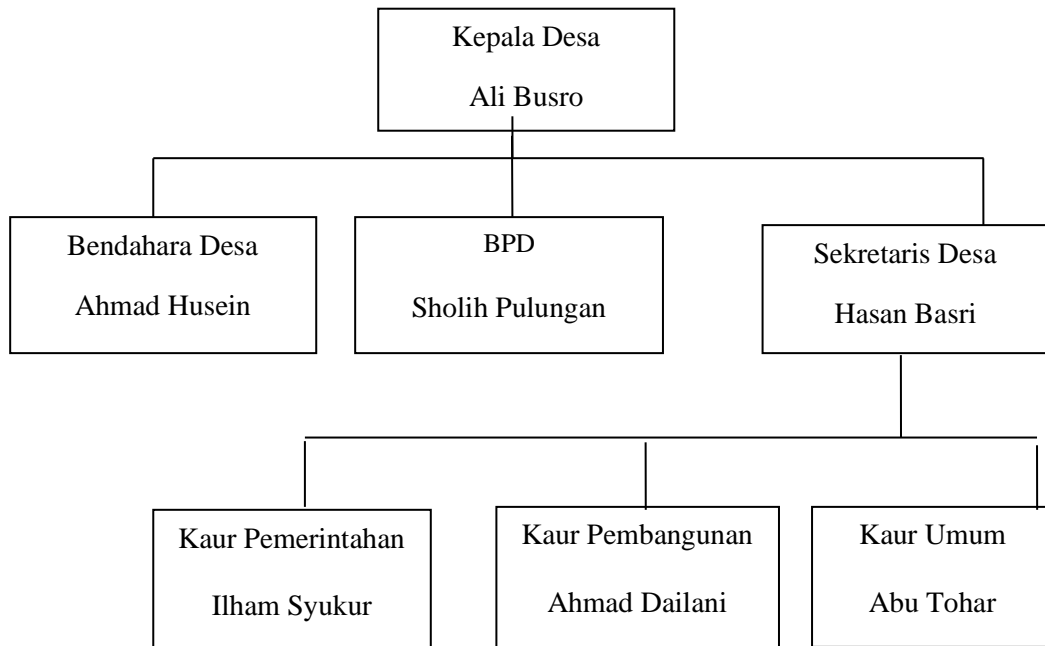 Kepala Desa
Ali Busro
Bendahara Desa
Ahmad Husein
BPD
Sholih Pulungan
Sekretaris Desa
Hasan Basri
Kaur Pemerintahan
Ilham Syukur
Kaur Pembangunan
Ahmad Dailani
Kaur Umum
Abu Tohar